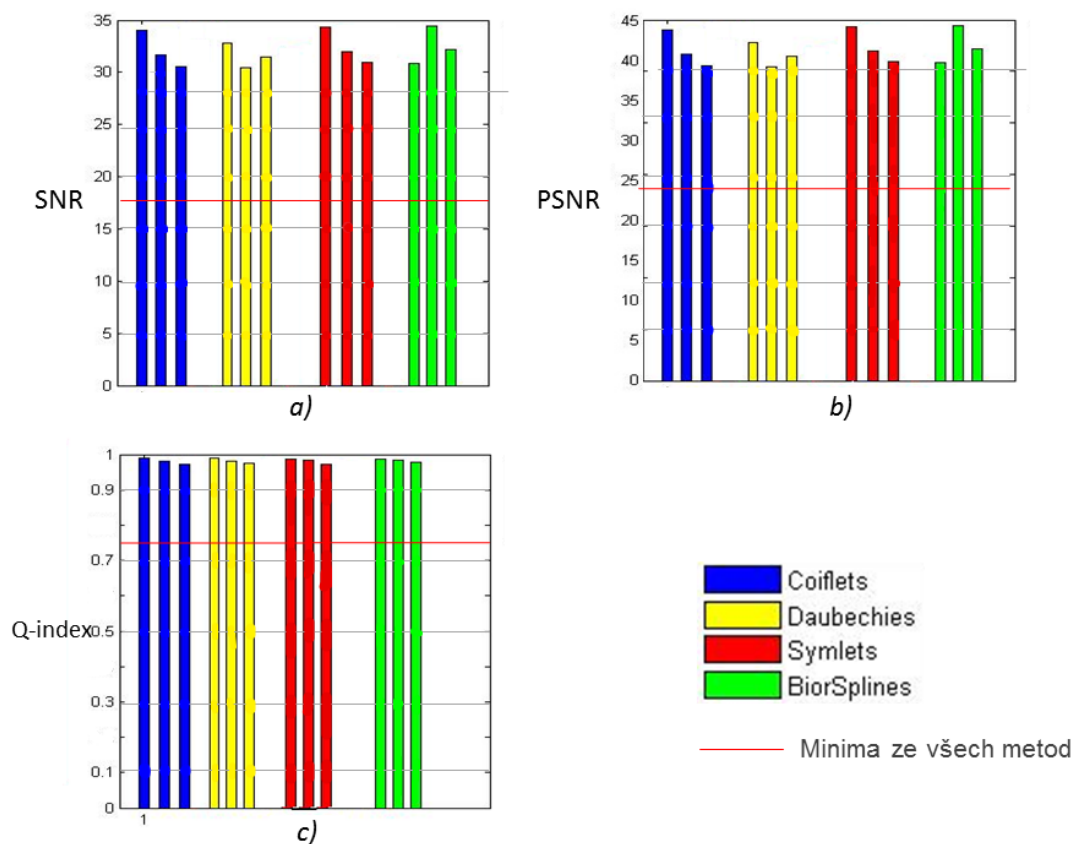 35
30
25
20
15
10
5
0
SNR
a)
45
40
35
30
25
20
15
10
5
0
PSNR
b)
1
0.9
0.7
0.5
0.3
0.1
0
Q-index
1
c)
Coiflets
Daubechies
Symlets
BiorSplines
Minima ze všech metod